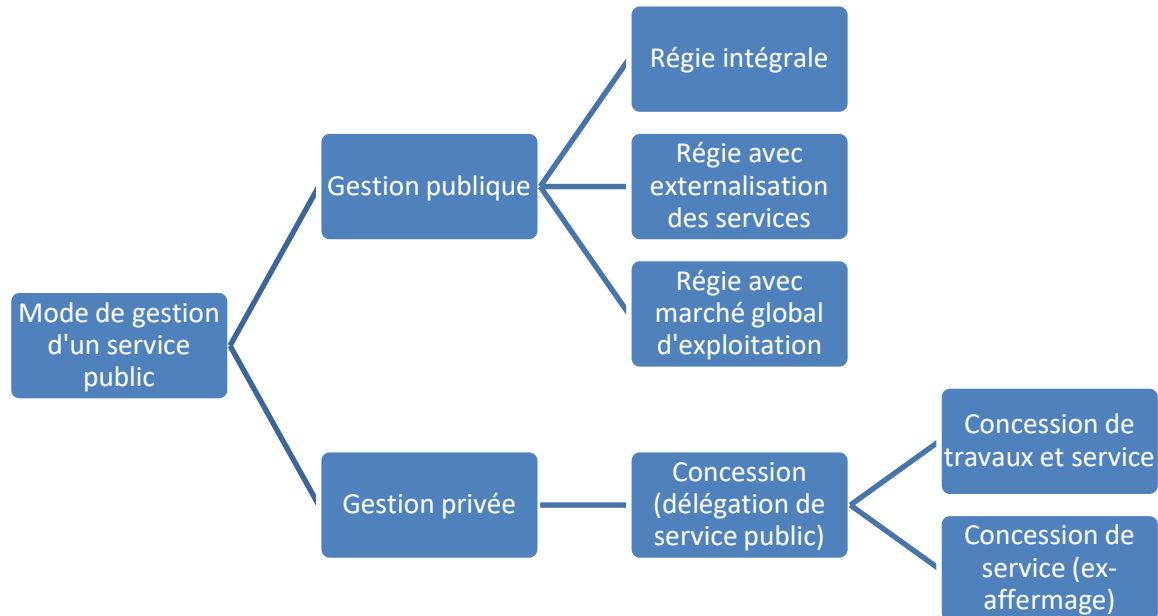 Régie intégrale
Gestion publique
Régie avec
externalisation
des services
Régie avec
marché global
d'exploitation
Mode de gestion
d'un service
public
Gestion privée
Concession
(délégation de
service public)
Concession de
travaux et service
Concession de
service (ex-
affermage)